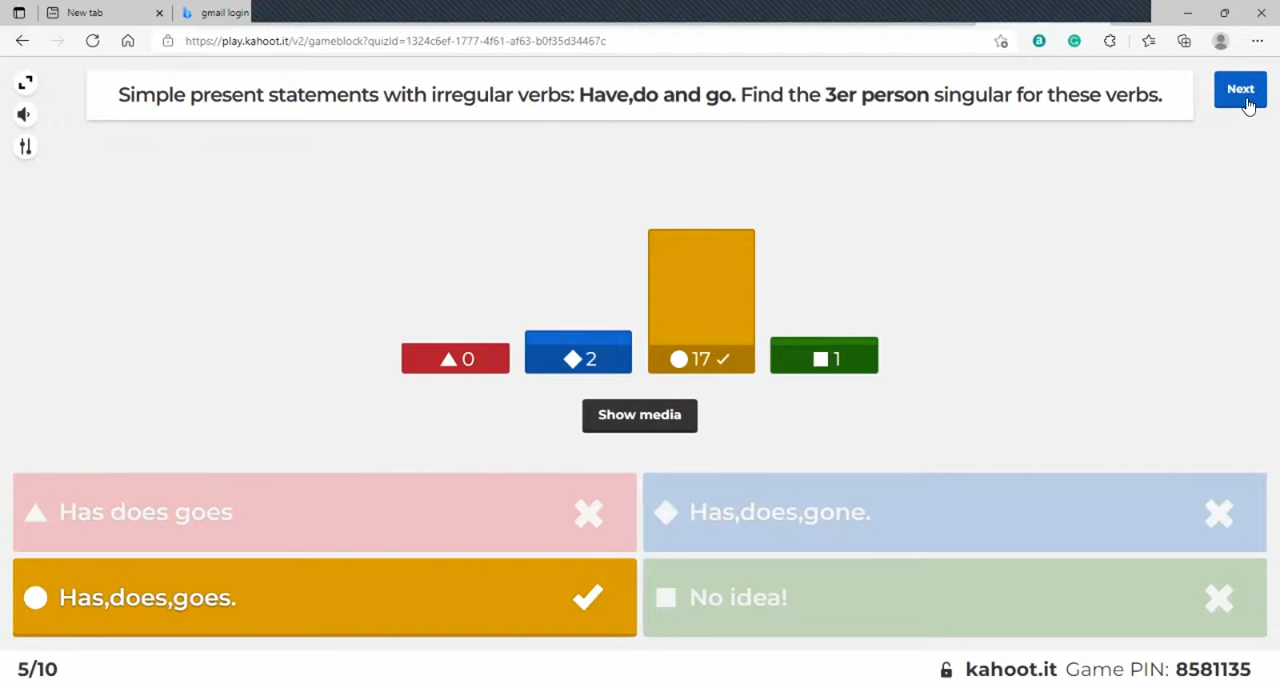 New tab
gmail login
https://play.kahoot.it/v2/gameblock?quizId=1324c6ef-1777-4f61-af63-b0f35d34467c
Simple present statements with irregular verbs: Have,do and go. Find the 3er person singular for these verbs.
Next
0
2
17
1
Show media
Has does goes
Has,does,gone.
Has,does,goes.
No idea!
5/10
kahoot.it Game PIN: 8581135